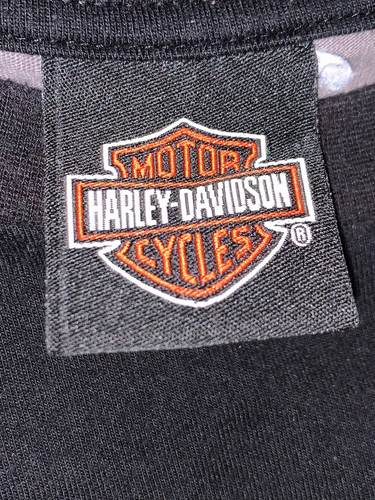 MOTOR
HARLEY-DAVIDSON
CYCLES
®